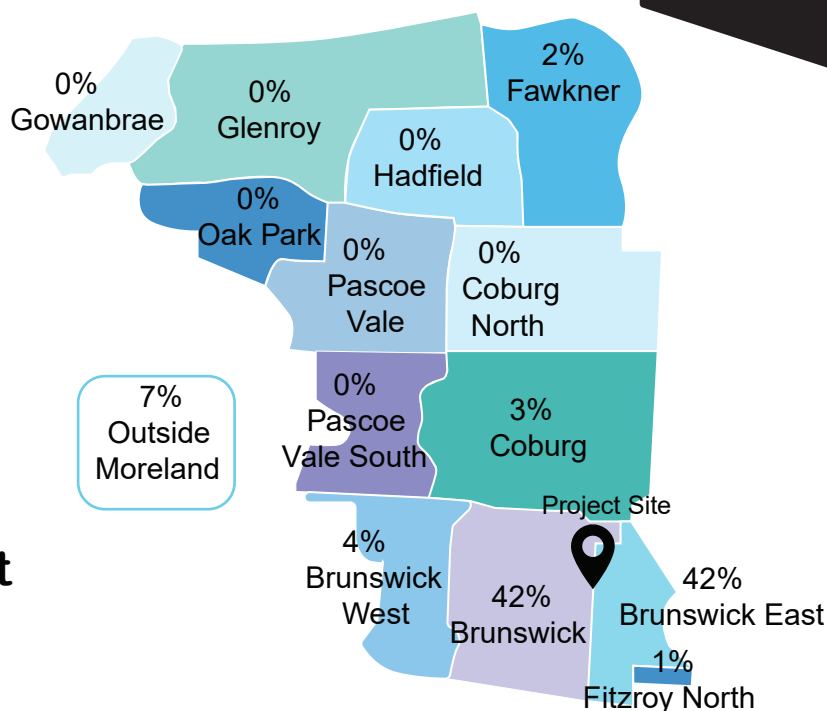 2%
Fawkner
0%
Gowanbrae
0%
Glenroy
0%
Hadfield
0%
Oak Park
0%
Pascoe
Vale
0%
Coburg
North
7%
Outside
Moreland
0%
Pascoe
Vale South
3%
Coburg
Project Site
4%
Brunswick
West
42%
Brunswick
42%
Brunswick East
1%
Fitzroy North
t